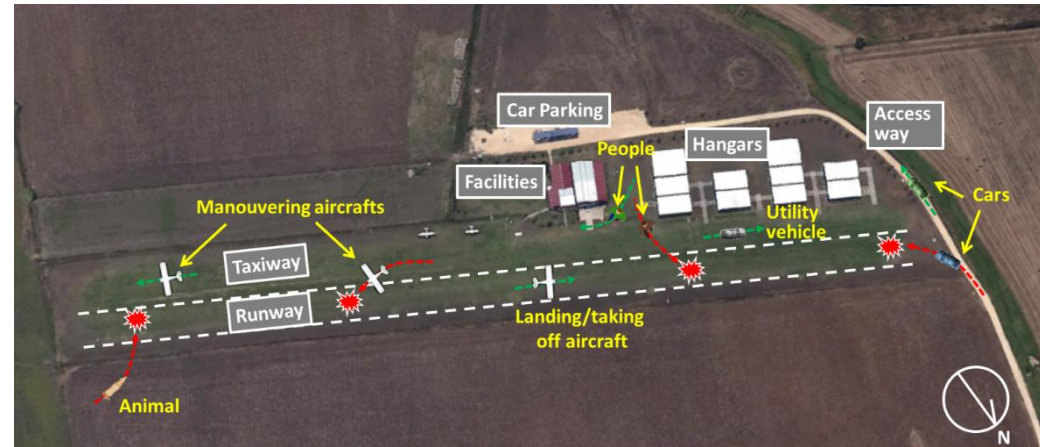 Car Parking
Access
way
People
Hangars
Facilities
Cars
Manouvering aircrafts
Utility
vehicle
Taxiway
Runway
Landing/taking
off aircraft
Animal
N